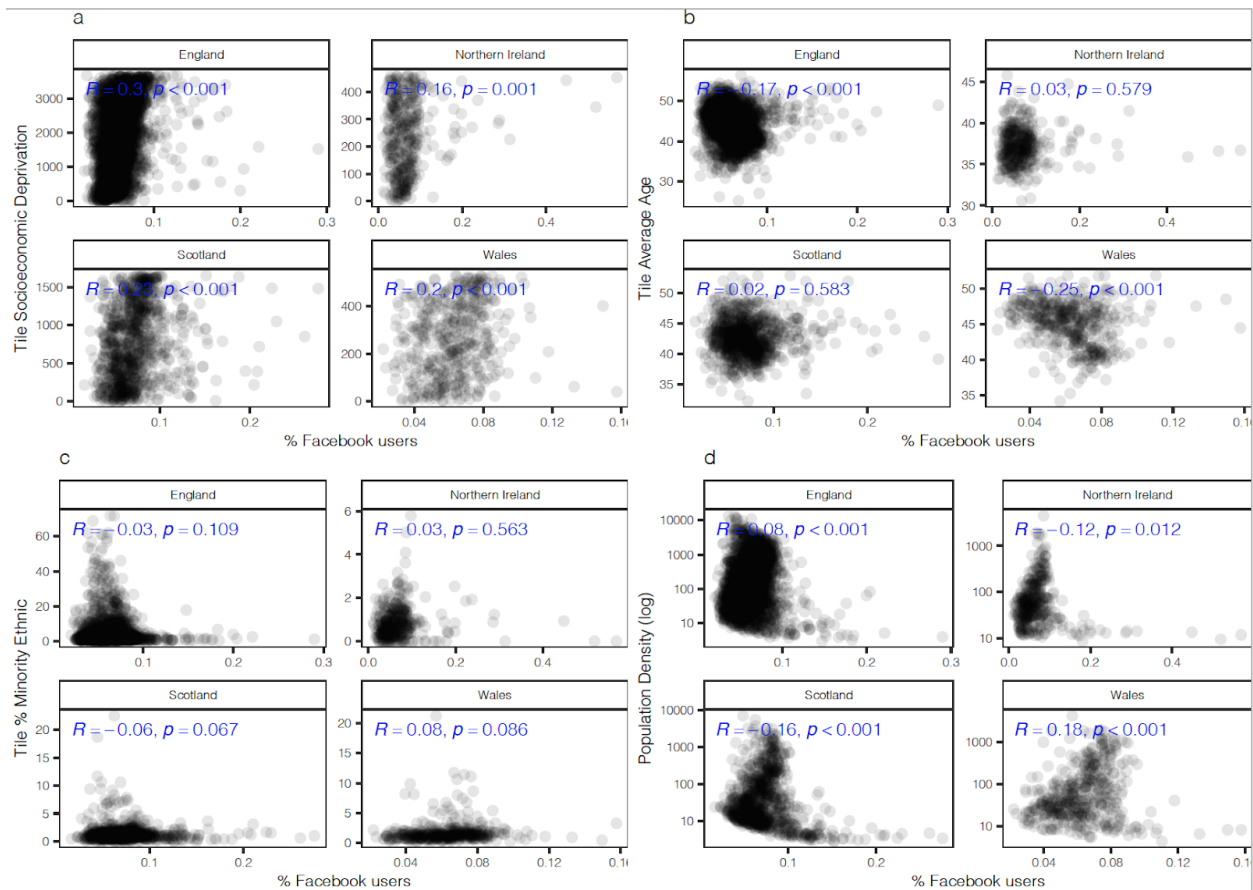 a
England
Northern Ireland
R = 0.3, p < 0.001
R = 0.16, p = 0.001
3000
2000
1000
0
400
300
200
100
0
0.1 0.2 0.3
0.0 0.2 0.4
Scotland
Wales
R = 0.23, p < 0.001
R = 0.2, p < 0.001
1500
1000
500
0
400
200
0
0.1 0.2
0.04 0.08 0.12 0.16
Tile Socioeconomic Deprivation
% Facebook users
b
England
Northern Ireland
R = −0.17, p < 0.001
R = 0.03, p = 0.579
60
50
40
30
45
40
35
30
0.1 0.2 0.3
0.0 0.2 0.4
Scotland
Wales
R = 0.02, p = 0.583
R = −0.25, p < 0.001
50
45
40
35
50
45
40
35
0.1 0.2
0.04 0.08 0.12 0.16
Tile Average Age
% Facebook users
c
England
Northern Ireland
R = −0.03, p = 0.109
R = 0.03, p = 0.563
60
40
20
0
6
4
2
0
0.1 0.2 0.3
0.0 0.2 0.4
Scotland
Wales
R = −0.06, p = 0.067
R = 0.08, p = 0.086
20
15
10
5
0
20
15
10
5
0
0.1 0.2
0.04 0.08 0.12 0.16
Tile % Minority Ethnic
% Facebook users
d
England
Northern Ireland
R = 0.08, p < 0.001
R = −0.12, p = 0.012
10000
1000
100
10
1000
100
10
0.1 0.2 0.3
0.0 0.2 0.4
Scotland
Wales
R = −0.16, p < 0.001
R = 0.18, p < 0.001
10000
1000
100
10
1000
100
10
0.1 0.2
0.04 0.08 0.12 0.16
Population Density (log)
% Facebook users